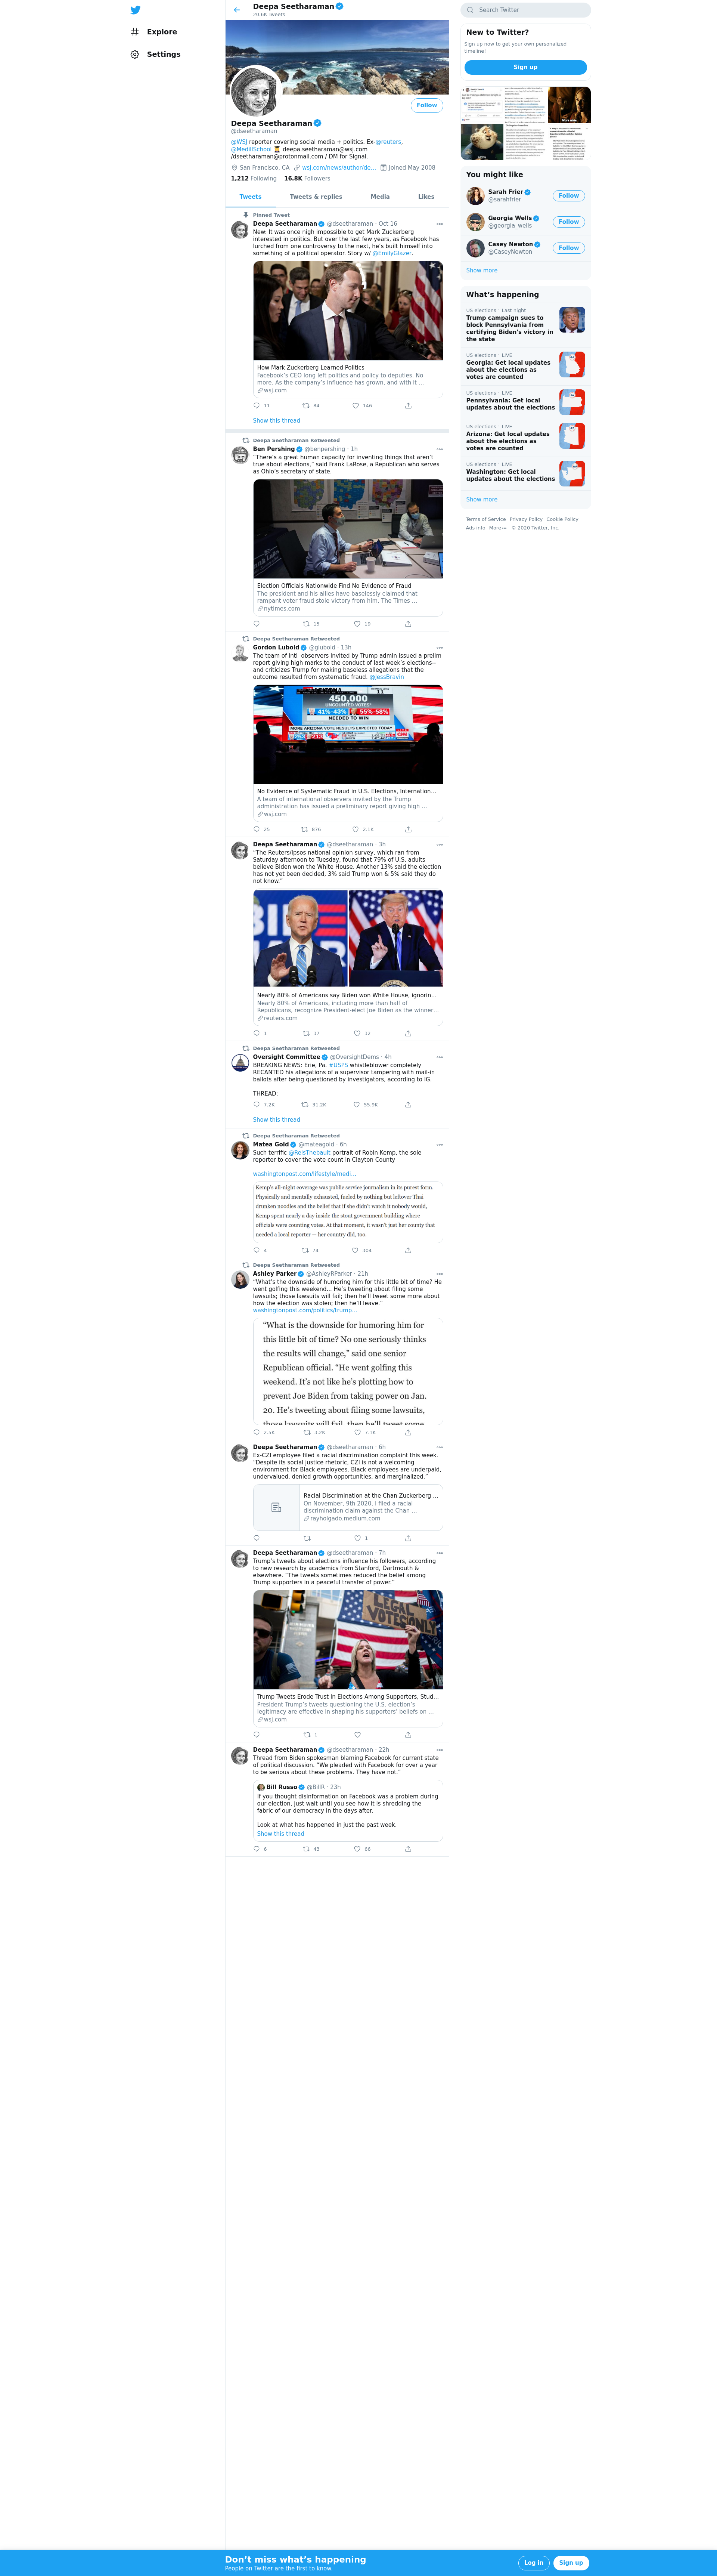 Explore
Settings
Deepa Seetharaman
20.6K Tweets
Follow
Deepa Seetharaman
@dseetharaman
@WSJ reporter covering social media + politics. Ex-@reuters,
@MedillSchool deepa.seetharaman@wsj.com
/dseetharaman@protonmail.com / DM for Signal.
San Francisco, CA wsj.com/news/author/de... Joined May 2008
1,212 Following 16.8K Followers
Tweets Tweets & replies Media Likes
Pinned Tweet
Deepa Seetharaman @dseetharaman · Oct 16
New: It was once nigh impossible to get Mark Zuckerberg
interested in politics. But over the last few years, as Facebook has
lurched from one controversy to the next, he's built himself into
something of a political operator. Story w/ @EmilyGlazer.
How Mark Zuckerberg Learned Politics
Facebook's CEO long left politics and policy to deputies. No
more. As the company's influence has grown, and with it ...
wsj.com
11 84 146
Show this thread
Deepa Seetharaman Retweeted
Ben Pershing @benpershing · 1h
"There's a great human capacity for inventing things that aren't
true about elections," said Frank LaRose, a Republican who serves
as Ohio's secretary of state.
Election Officials Nationwide Find No Evidence of Fraud
The president and his allies have baselessly claimed that
rampant voter fraud stole victory from him. The Times ...
nytimes.com
15 19
Deepa Seetharaman Retweeted
Gordon Lubold @glubold · 13h
The team of intl observers invited by Trump admin issued a prelim
report giving high marks to the conduct of last week's elections--
and criticizes Trump for making baseless allegations that the
outcome resulted from systematic fraud. @JessBravin
450,000
UNCOUNTED VOTES
41%-43% 55%-58%
NEEDED TO WIN
MORE ARIZONA VOTE RESULTS EXPECTED TODAY
CNN
No Evidence of Systematic Fraud in U.S. Elections, Internation...
A team of international observers invited by the Trump
administration has issued a preliminary report giving high ...
wsj.com
25 676 2.1K
Deepa Seetharaman @dseetharaman · 3h
"The Reuters/Ipsos national opinion survey, which ran from
Saturday afternoon to Tuesday, found that 79% of U.S. adults
believe Biden won the White House. Another 13% said the election
has not yet been decided, 3% said Trump won & 5% said they do
not know."
Nearly 80% of Americans say Biden won White House, ignorin...
Nearly 80% of Americans, including more than half of
Republicans, recognize President-elect Joe Biden as the winner...
reuters.com
1 37 32
Deepa Seetharaman Retweeted
Oversight Committee @OversightDems · 4h
BREAKING NEWS: Erie, Pa. #USPS whistleblower completely
RECANTED his allegations of a supervisor tampering with mail-in
ballots after being questioned by investigators, according to IG.
THREAD:
7.2K 31.2K 55.9K
Show this thread
Deepa Seetharaman Retweeted
Matea Gold @mateagold · 6h
Such terrific @ReisThebault portrait of Robin Kemp, the sole
reporter to cover the vote count in Clayton County
washingtonpost.com/lifestyle/medi...
Kemp's all-night coverage was public service journalism in its purest form.
Physically and mentally exhausted, fueled by nothing but leftover Thai
drunken noodles and the belief that if she didn't watch it nobody would,
Kemp spent nearly a day inside the stout government building where
officials were counting votes. At that moment, it wasn't just her county that
needed a local reporter — her country did, too.
4 74 304
Deepa Seetharaman Retweeted
Ashley Parker @AshleyRParker · 21h
"What's the downside for humoring him for this little bit of time? He
went golfing this weekend... He's tweeting about filing some
lawsuits; those lawsuits will fail; then he'll tweet some more about
how the election was stolen; then he'll leave."
washingtonpost.com/politics/trump...
"What is the downside for humoring him for
this little bit of time? No one seriously thinks
the results will change," said one senior
Republican official. "He went golfing this
weekend. It's not like he's plotting how to
prevent Joe Biden from taking power on Jan.
20. He's tweeting about filing some lawsuits,
those lawsuits will fail, then he'll tweet some
2.5K 3.2K 7.1K
Deepa Seetharaman @dseetharaman · 6h
Ex-CZI employee filed a racial discrimination complaint this week.
"Despite its social justice rhetoric, CZI is not a welcoming
environment for Black employees. Black employees are underpaid,
undervalued, denied growth opportunities, and marginalized."
Racial Discrimination at the Chan Zuckerberg ...
On November, 9th 2020, I filed a racial
discrimination claim against the Chan ...
rayholgado.medium.com
1
Deepa Seetharaman @dseetharaman · 7h
Trump's tweets about elections influence his followers, according
to new research by academics from Stanford, Dartmouth &
elsewhere. "The tweets sometimes reduced the belief among
Trump supporters in a peaceful transfer of power."
LEGAL
VOTES ONLY
Trump Tweets Erode Trust in Elections Among Supporters, Stud...
President Trump's tweets questioning the U.S. election's
legitimacy are effective in shaping his supporters' beliefs on ...
wsj.com
1
Deepa Seetharaman @dseetharaman · 22h
Thread from Biden spokesman blaming Facebook for current state
of political discussion. "We pleaded with Facebook for over a year
to be serious about these problems. They have not."
Bill Russo @BillR · 23h
If you thought disinformation on Facebook was a problem during
our election, just wait until you see how it is shredding the
fabric of our democracy in the days after.
Look at what has happened in just the past week.
Show this thread
6 43 66
Search Twitter
New to Twitter?
Sign up now to get your own personalized
timeline!
Sign up
You might like
Sarah Frier
@sarahfrier
Follow
Georgia Wells
@georgia_wells
Follow
Casey Newton
@CaseyNewton
Follow
Show more
What's happening
US elections · Last night
Trump campaign sues to
block Pennsylvania from
certifying Biden's victory in
the state
US elections · LIVE
Georgia: Get local updates
about the elections as
votes are counted
US elections · LIVE
Pennsylvania: Get local
updates about the elections
US elections · LIVE
Arizona: Get local updates
about the elections as
votes are counted
US elections · LIVE
Washington: Get local
updates about the elections
Show more
Terms of Service Privacy Policy Cookie Policy
Ads info More © 2020 Twitter, Inc.
Don't miss what's happening
People on Twitter are the first to know.
Log in Sign up